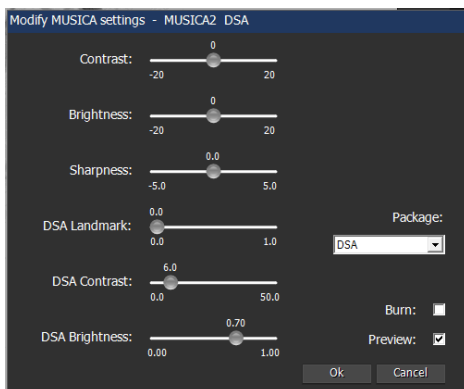 Modify MUSICA settings - MUSICA2 DSA
0
Contrast:
-20 20
0
Brightness:
-20 20
0.0
Sharpness:
-5.0 5.0
0.0
DSA Landmark:
0.0 1.0
Package:
DSA
6.0
DSA Contrast:
0.0 50.0
Burn:
0.70
DSA Brightness:
0.00 1.00
Preview:
Ok Cancel